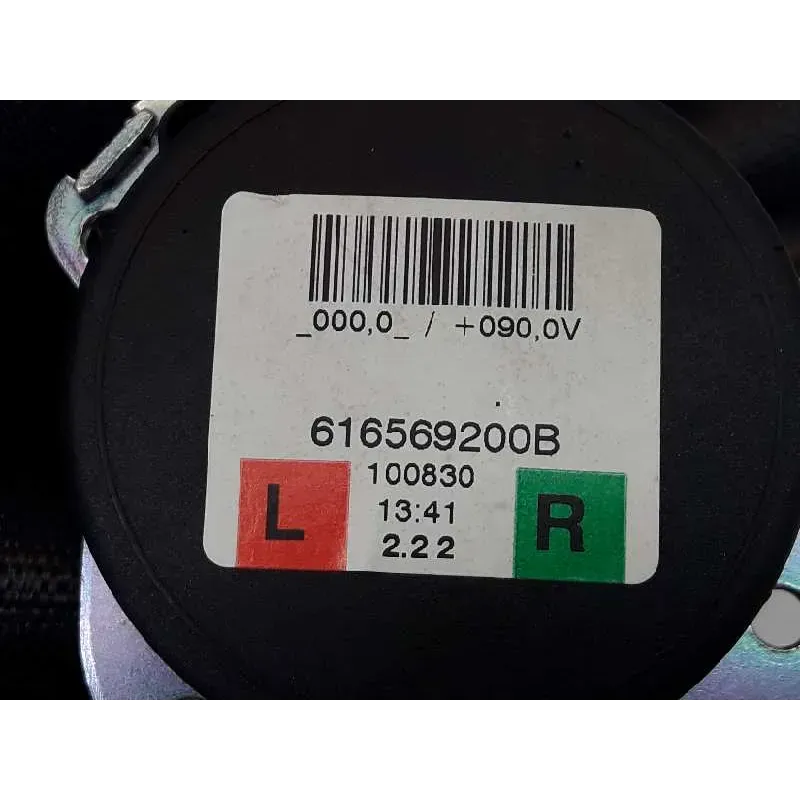 _000,0_ / +090,0V
616569200B
100830
L 13:41 R
2.22